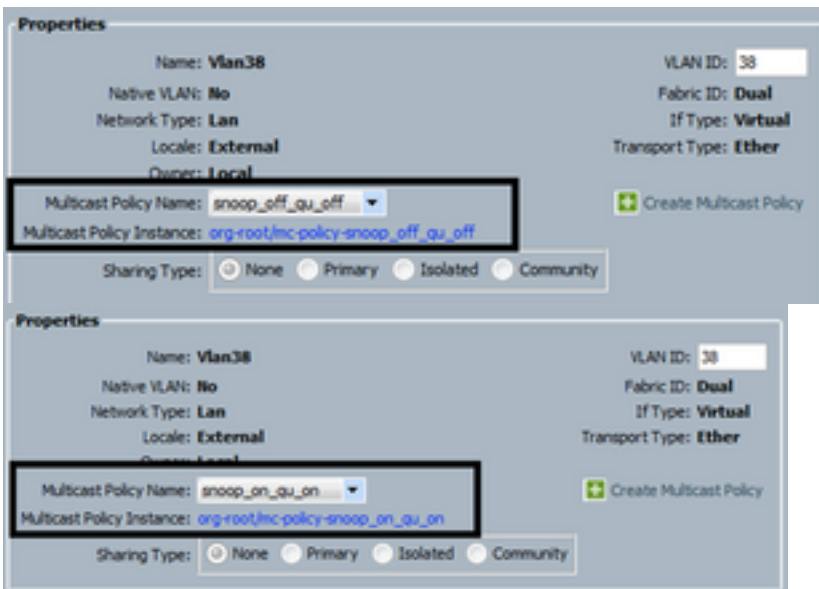 Properties
Name: Vlan38 VLAN ID: 38
Native VLAN: No Fabric ID: Dual
Network Type: Lan If Type: Virtual
Locale: External Transport Type: Ether
Owner: Local
Multicast Policy Name: snoop_off_qu_off Create Multicast Policy
Multicast Policy Instance: org-root/mc-policy-snoop_off_qu_off
Sharing Type: None Primary Isolated Community
Properties
Name: Vlan38 VLAN ID: 38
Native VLAN: No Fabric ID: Dual
Network Type: Lan If Type: Virtual
Locale: External Transport Type: Ether
Multicast Policy Name: snoop_on_qu_on Create Multicast Policy
Multicast Policy Instance: org-root/mc-policy-snoop_on_qu_on
Sharing Type: None Primary Isolated Community